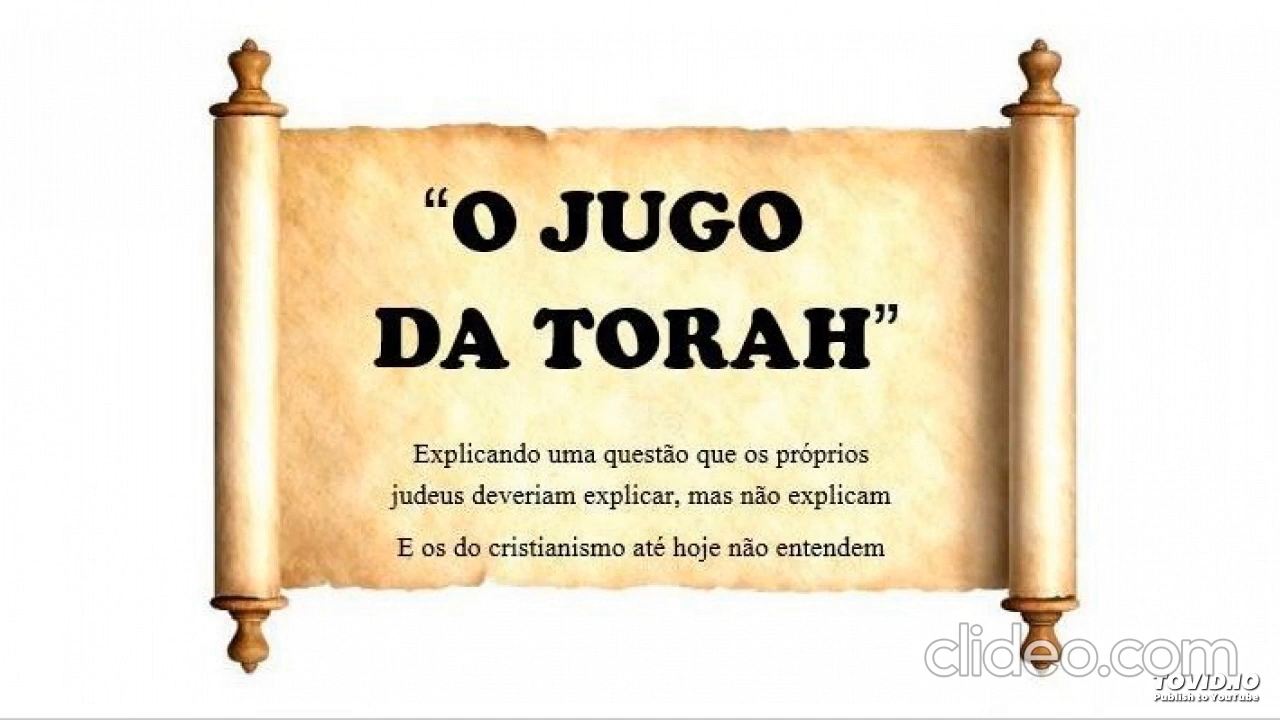 “O JUGO
DA TORAH”
Explicando uma questão que os próprios
judeus deveriam explicar, mas não explicam
E os do cristianismo até hoje não entendem
clideo.com
TOVID.IO
Publish to YouTube